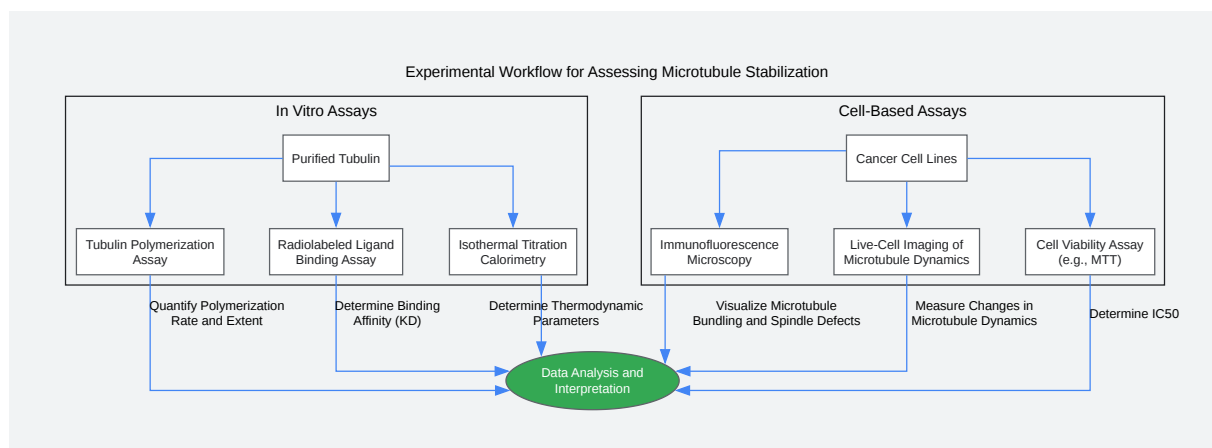 Experimental Workflow for Assessing Microtubule Stabilization
In Vitro Assays
Purified Tubulin
Tubulin Polymerization
Assay
Radiolabeled Ligand
Binding Assay
Isothermal Titration
Calorimetry
Quantify Polymerization
Rate and Extent
Determine Binding
Affinity (KD)
Determine Thermodynamic
Parameters
Cell-Based Assays
Cancer Cell Lines
Immunofluorescence
Microscopy
Live-Cell Imaging of
Microtubule Dynamics
Cell Viability Assay
(e.g., MTT)
Visualize Microtubule
Bundling and Spindle Defects
Measure Changes in
Microtubule Dynamics
Determine IC50
Data Analysis and
Interpretation